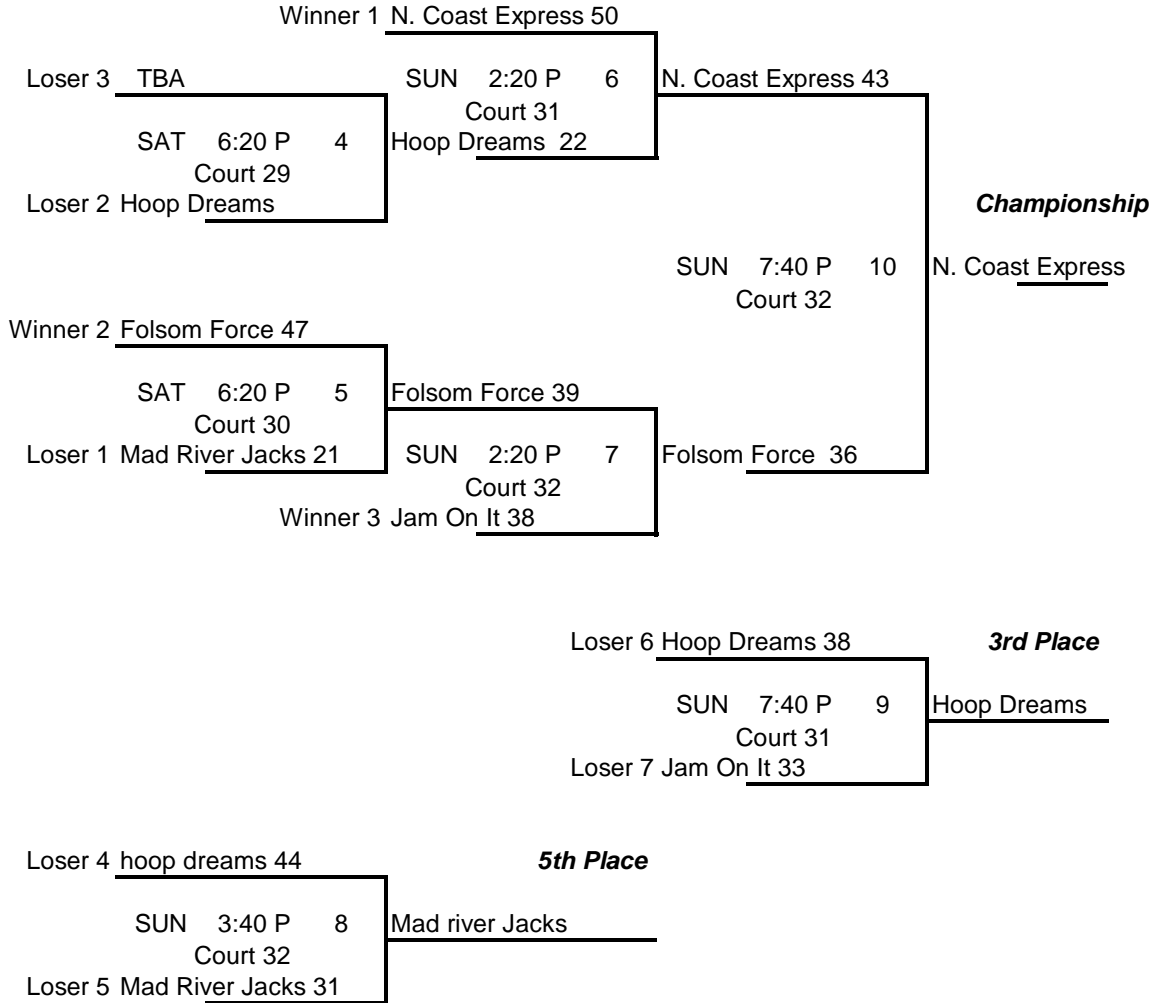 Winner 1 N. Coast Express 50
Loser 3 TBA SUN 2:20 P 6 N. Coast Express 43
Court 31
SAT 6:20 P 4 Hoop Dreams 22
Court 29
Loser 2 Hoop Dreams Championship
SUN 7:40 P 10 N. Coast Express
Court 32
Winner 2 Folsom Force 47
SAT 6:20 P 5 Folsom Force 39
Court 30
Loser 1 Mad River Jacks 21 SUN 2:20 P 7 Folsom Force 36
Court 32
Winner 3 Jam On It 38
Loser 6 Hoop Dreams 38 3rd Place
SUN 7:40 P 9 Hoop Dreams
Court 31
Loser 7 Jam On It 33
Loser 4 hoop dreams 44 5th Place
SUN 3:40 P 8 Mad river Jacks
Court 32
Loser 5 Mad River Jacks 31